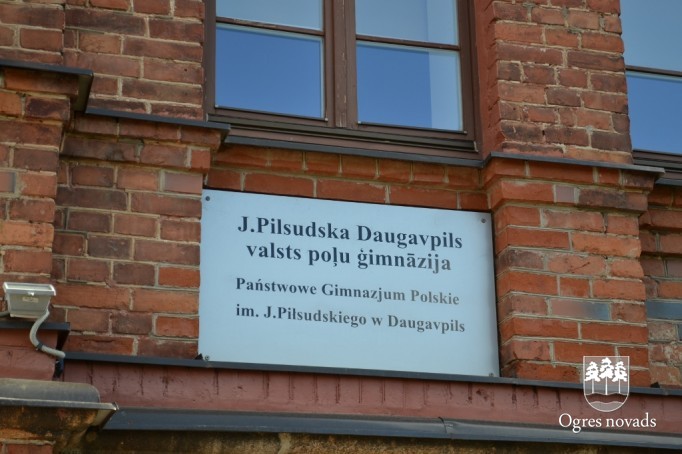 J.Pilsudska Daugavpils
valsts poļu ģimnāzija
Państwowe Gimnazjum Polskie
im. J.Piłsudskiego w Daugavpils
Ogres novads